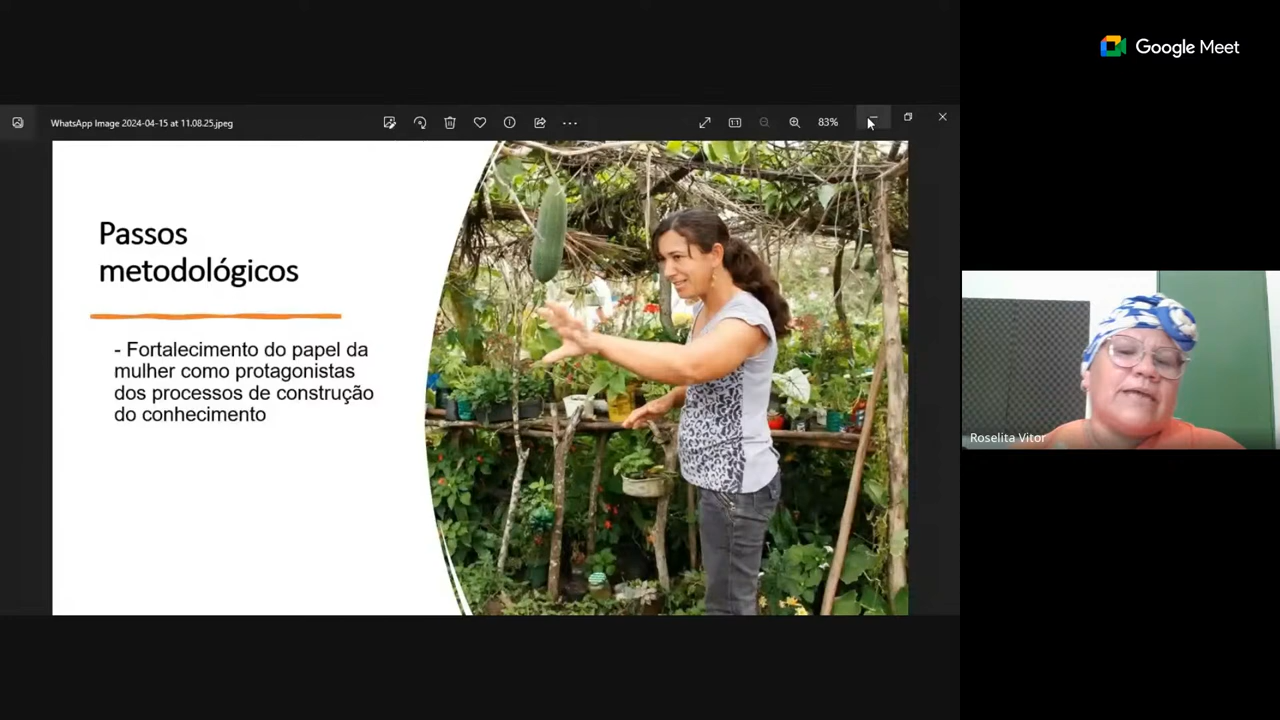 Google Meet
WhatsApp Image 2024-04-15 at 11.08.25.jpeg
83%
Passos
metodológicos
- Fortalecimento do papel da
mulher como protagonistas
dos processos de construção
do conhecimento
Roselita Vitor